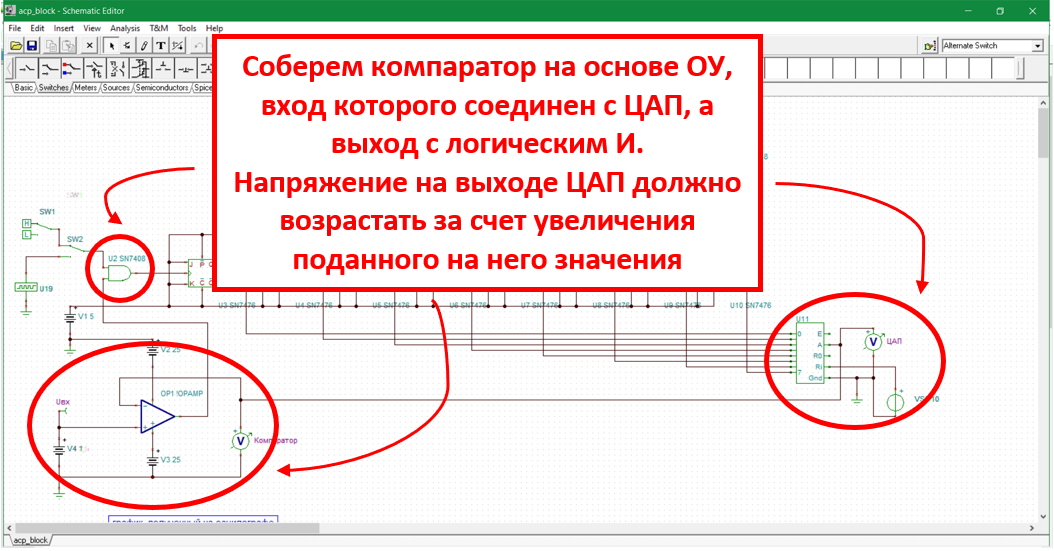 acp_block - Schematic Editor
File Edit Insert View Analysis T&M Tools Help
Alternate Switch
Basic Switches Meters Sources Semiconductors Spice
Соберем компаратор на основе ОУ,
вход которого соединен с ЦАП, а
выход с логическим И.
Напряжение на выходе ЦАП должно
возрастать за счет увеличения
поданного на него значения
SW1
H
L
SW2
U2 SN7408
U19
J P
K C
U3 SN7476 U4 SN7476 U5 SN7476 U6 SN7476 U7 SN7476 U8 SN7476 U9 SN7476 U10 SN7476
V1 5
V2 25
U11
0 E
A
R0
Ri
7 Gnd
V ЦАП
10
OP1 !OPAMP
Uвх
V4
V Компаратор
V3 25
acp_block